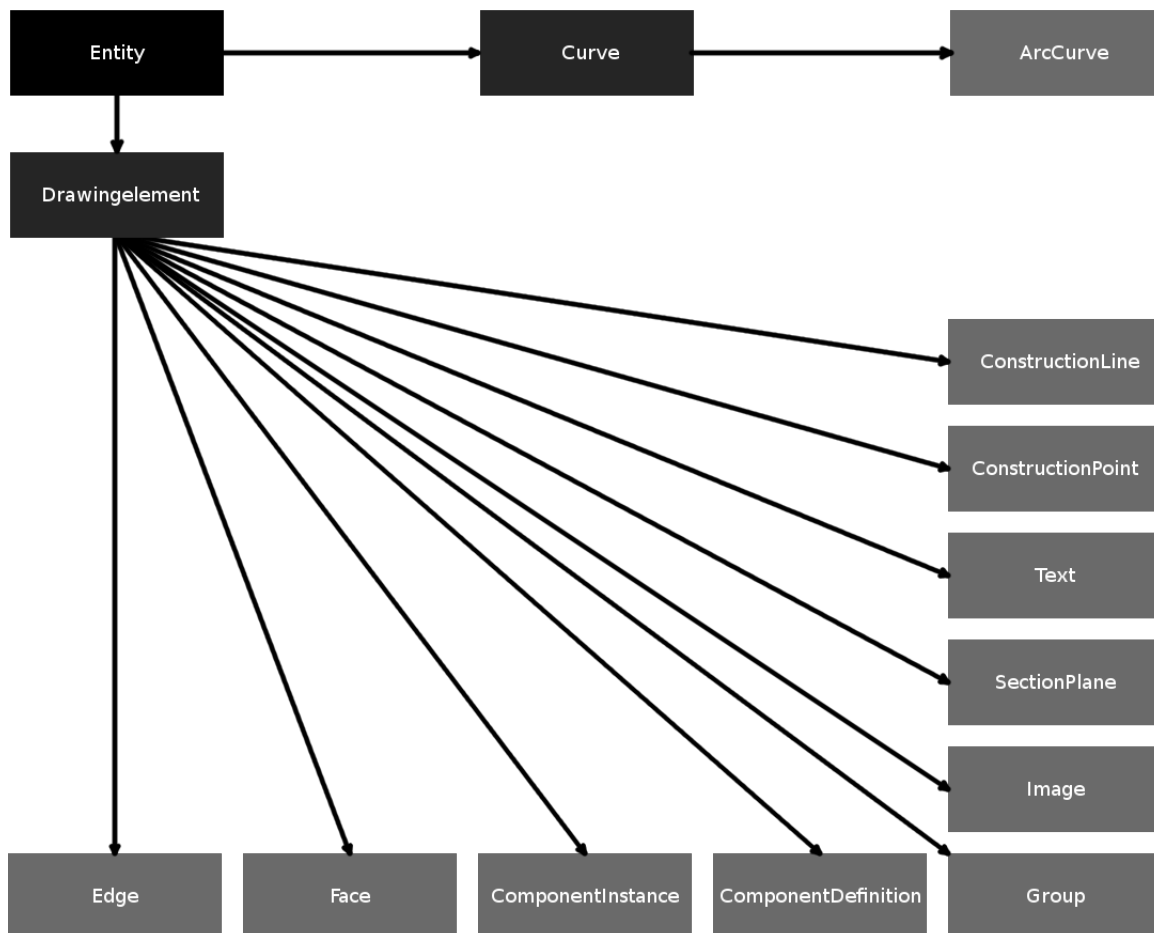 Entity
Curve
ArcCurve
Drawingelement
ConstructionLine
ConstructionPoint
Text
SectionPlane
Image
Edge
Face
ComponentInstance
ComponentDefinition
Group